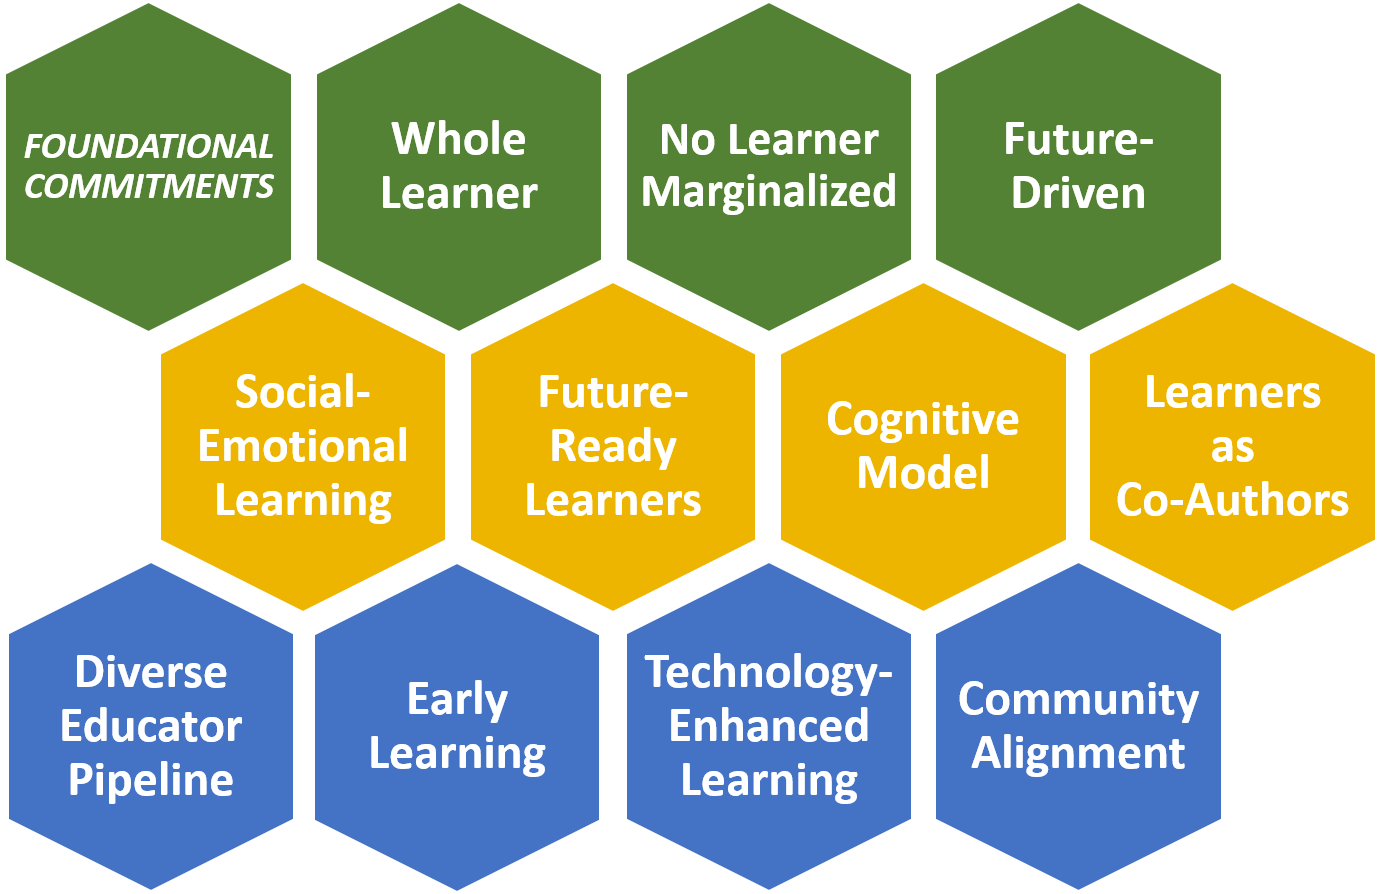 FOUNDATIONAL
COMMITMENTS
Whole
Learner
No Learner
Marginalized
Future-
Driven
Social-
Emotional
Learning
Future-
Ready
Learners
Cognitive
Model
Learners
as
Co-Authors
Diverse
Educator
Pipeline
Early
Learning
Technology-
Enhanced
Learning
Community
Alignment